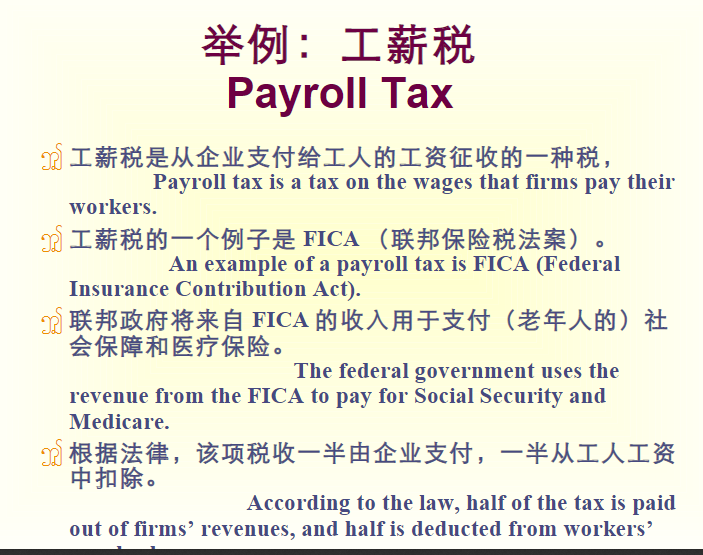 举例：工薪税
Payroll Tax
工薪税是从企业支付给工人的工资征收的一种税，
Payroll tax is a tax on the wages that firms pay their
workers.
工薪税的一个例子是 FICA （联邦保险税法案）。
An example of a payroll tax is FICA (Federal
Insurance Contribution Act).
联邦政府将来自 FICA 的收入用于支付（老年人的）社
会保障和医疗保险。
The federal government uses the
revenue from the FICA to pay for Social Security and
Medicare.
根据法律，该项税收一半由企业支付，一半从工人工资
中扣除。
According to the law, half of the tax is paid
out of firms’ revenues, and half is deducted from workers’